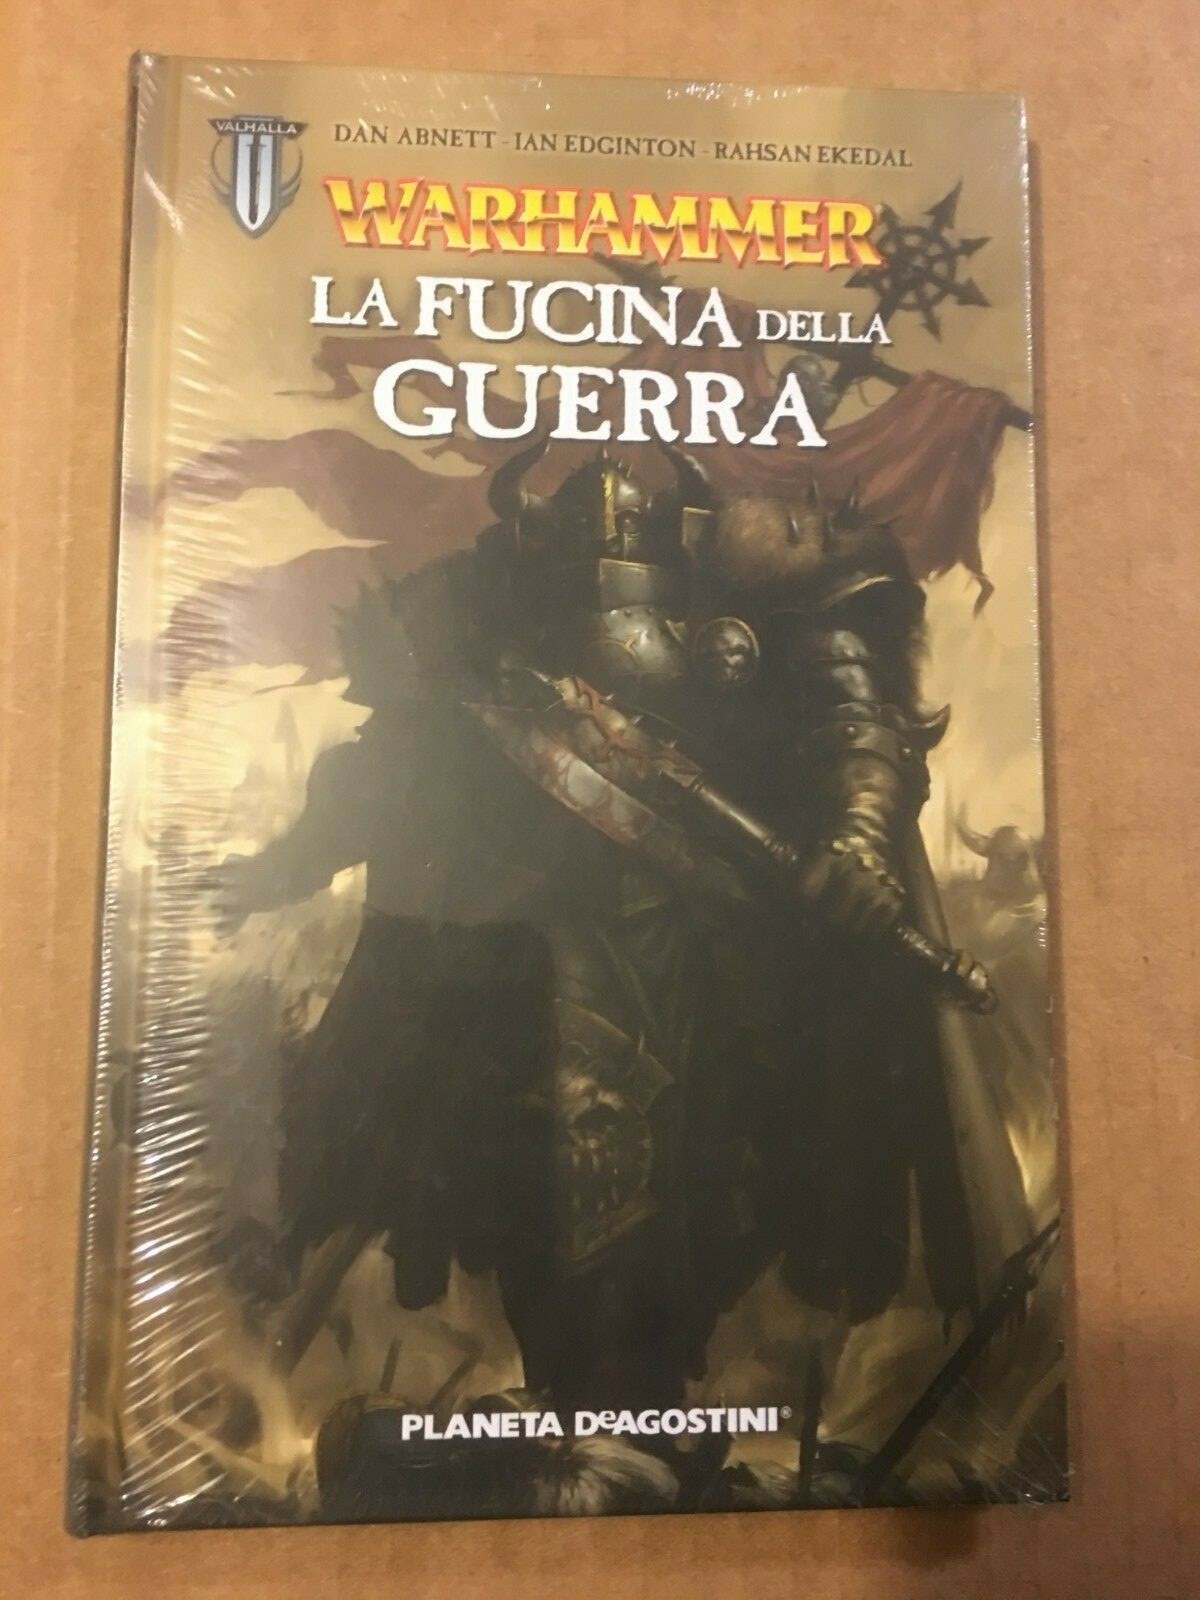 VALHALLA
DAN ABNETT - IAN EDGINTON - RAHSAN EKEDAL
WARHAMMER
LA FUCINA DELLA
GUERRA
PLANETA DeAGOSTINI®